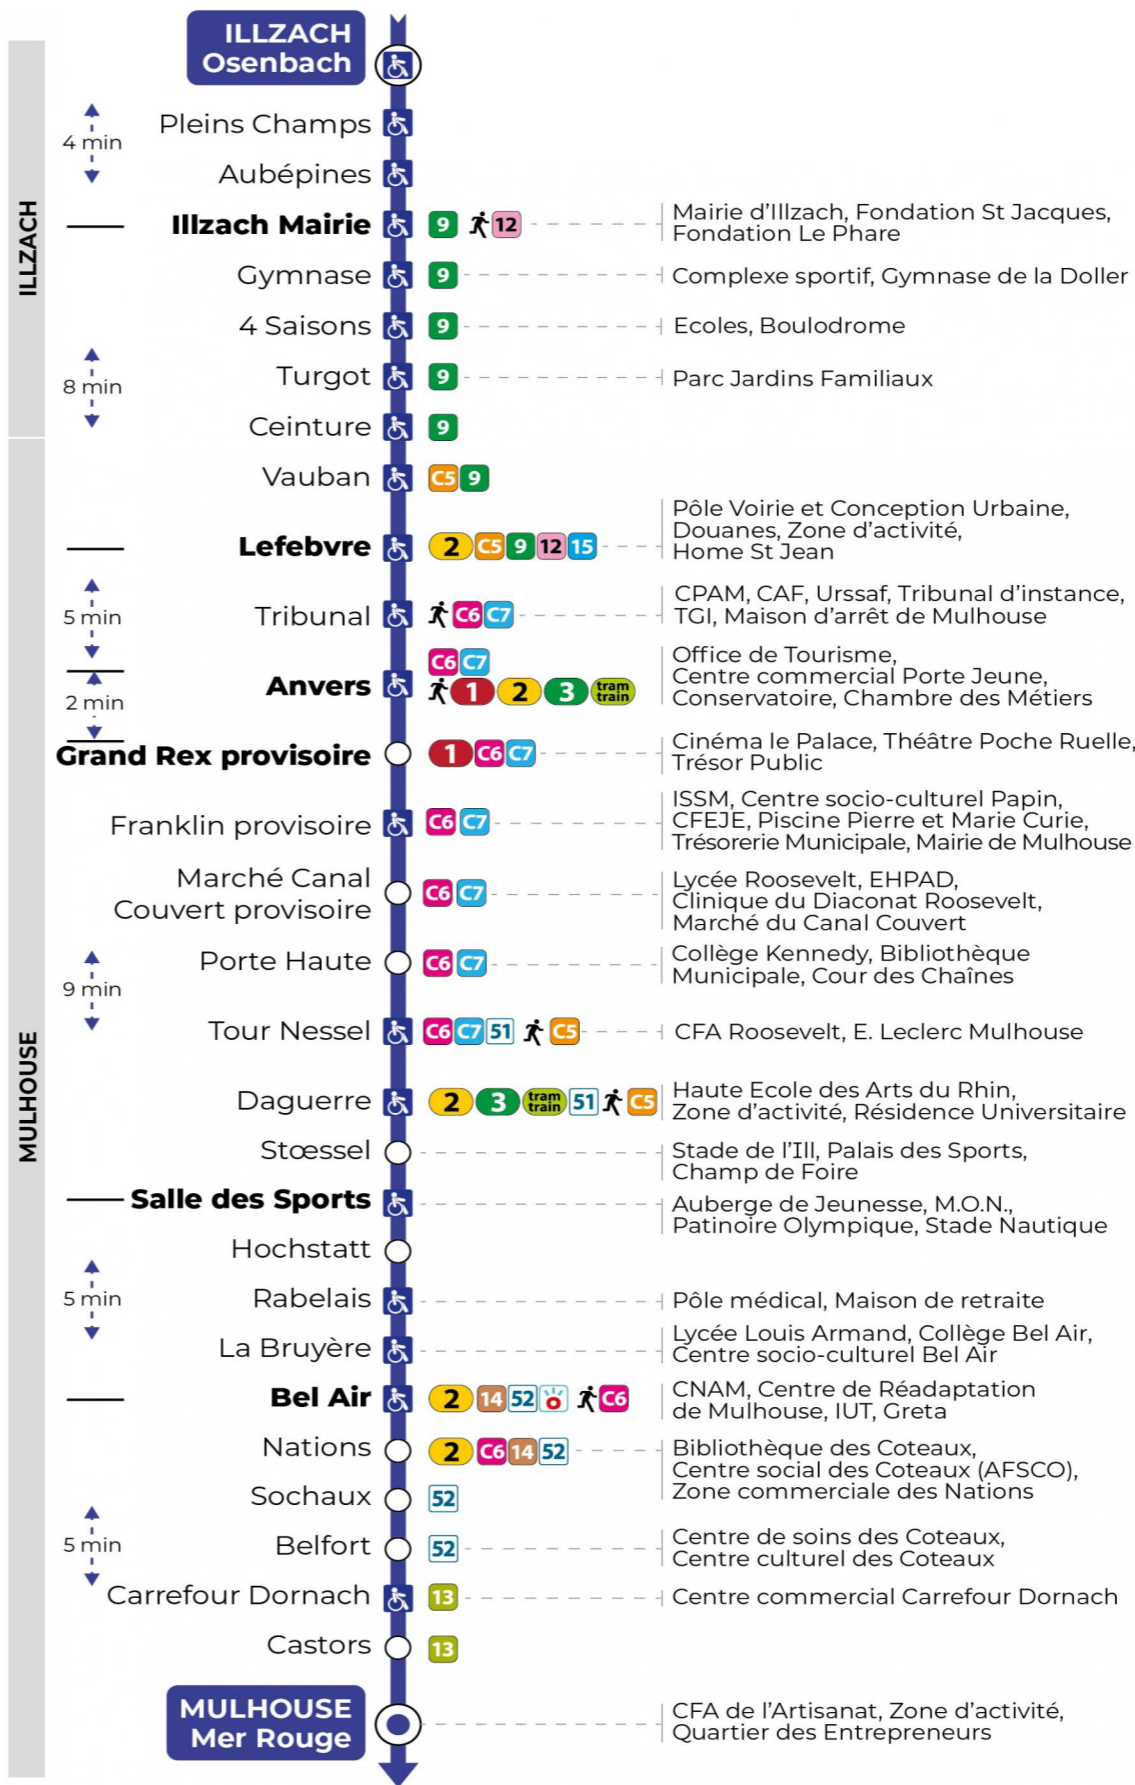 ILLZACH
Osenbach
Pleins Champs
4 min
Aubépines
ILLZACH
Illzach Mairie
9 12
Mairie d'Illzach, Fondation St Jacques,
Fondation Le Phare
Gymnase
9
Complexe sportif, Gymnase de la Doller
4 Saisons
9
Ecoles, Boulodrome
Turgot
9
Parc Jardins Familiaux
8 min
Ceinture
9
Vauban
C5 9
Lefebvre
2 C5 9 12 15
Pôle Voirie et Conception Urbaine,
Douanes, Zone d'activité,
Home St Jean
5 min
Tribunal
C6 C7
CPAM, CAF, Urssaf, Tribunal d'instance,
TGI, Maison d'arrêt de Mulhouse
Anvers
C6 C7
1 2 3 tram
train
Office de Tourisme,
Centre commercial Porte Jeune,
Conservatoire, Chambre des Métiers
2 min
Grand Rex provisoire
1 C6 C7
Cinéma le Palace, Théâtre Poche Ruelle,
Trésor Public
Franklin provisoire
C6 C7
ISSM, Centre socio-culturel Papin,
CFEJE, Piscine Pierre et Marie Curie,
Trésorerie Municipale, Mairie de Mulhouse
Marché Canal
Couvert provisoire
C6 C7
Lycée Roosevelt, EHPAD,
Clinique du Diaconat Roosevelt,
Marché du Canal Couvert
Porte Haute
C6 C7
Collège Kennedy, Bibliothèque
Municipale, Cour des Chaînes
9 min
Tour Nessel
C6 C7 51 C5
CFA Roosevelt, E. Leclerc Mulhouse
MULHOUSE
Daguerre
2 3 tram
train 51 C5
Haute Ecole des Arts du Rhin,
Zone d'activité, Résidence Universitaire
Stœssel
Stade de l'Ill, Palais des Sports,
Champ de Foire
Salle des Sports
Auberge de Jeunesse, M.O.N.,
Patinoire Olympique, Stade Nautique
Hochstatt
5 min
Rabelais
Pôle médical, Maison de retraite
La Bruyère
Lycée Louis Armand, Collège Bel Air,
Centre socio-culturel Bel Air
Bel Air
2 14 52 C6
CNAM, Centre de Réadaptation
de Mulhouse, IUT, Greta
Nations
2 C6 14 52
Bibliothèque des Coteaux,
Centre social des Coteaux (AFSCO),
Zone commerciale des Nations
Sochaux
52
5 min
Belfort
52
Centre de soins des Coteaux,
Centre culturel des Coteaux
Carrefour Dornach
13
Centre commercial Carrefour Dornach
Castors
13
MULHOUSE
Mer Rouge
CFA de l'Artisanat, Zone d'activité,
Quartier des Entrepreneurs